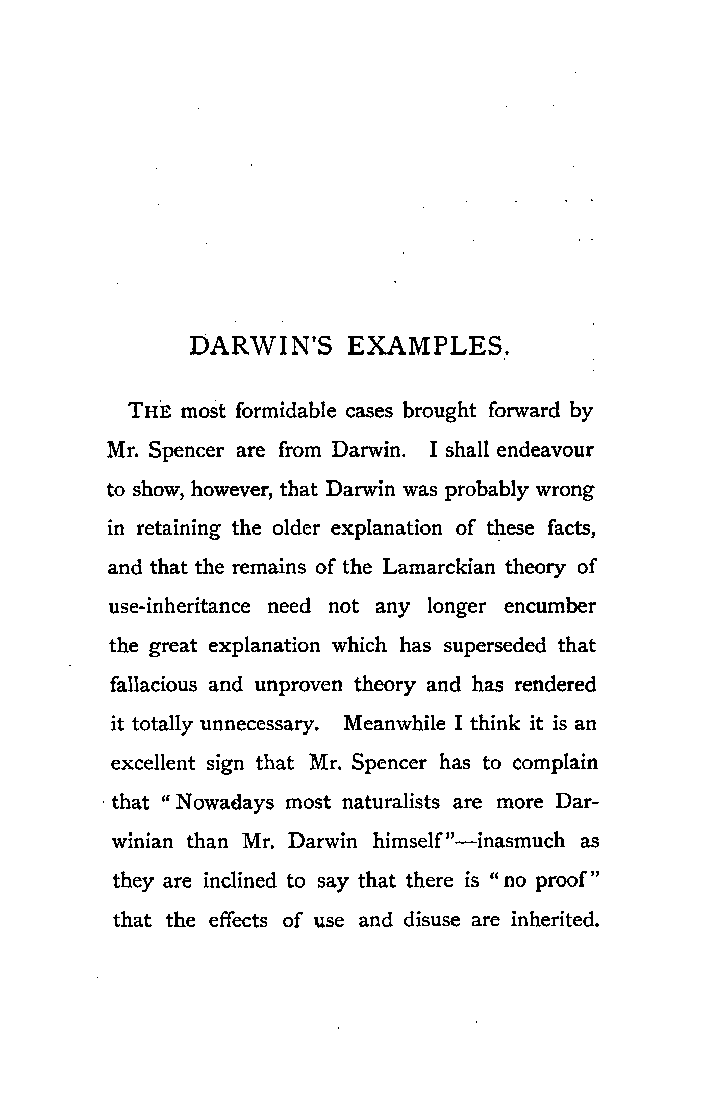 DARWIN'S EXAMPLES.
THE most formidable cases brought forward by
Mr. Spencer are from Darwin. I shall endeavour
to show, however, that Darwin was probably wrong
in retaining the older explanation of these facts,
and that the remains of the Lamarckian theory of
use-inheritance need not any longer encumber
the great explanation which has superseded that
fallacious and unproven theory and has rendered
it totally unnecessary. Meanwhile I think it is an
excellent sign that Mr. Spencer has to complain
that “Nowadays most naturalists are more Dar-
winian than Mr. Darwin himself”—inasmuch as
they are inclined to say that there is “no proof”
that the effects of use and disuse are inherited.